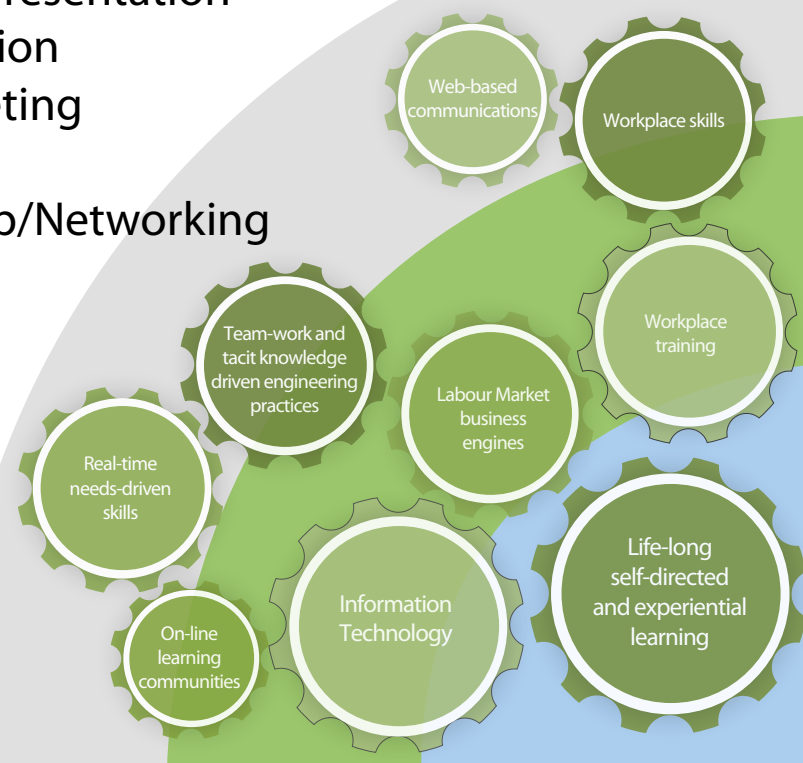 resentation
ion
eting
p/Networking
Web-based
communications
Workplace skills
Team-work and
tacit knowledge
driven engineering
practices
Workplace
training
Labour Market
business
engines
Real-time
needs-driven
skills
Life-long
self-directed
and experiential
learning
Information
Technology
On-line
learning
communities